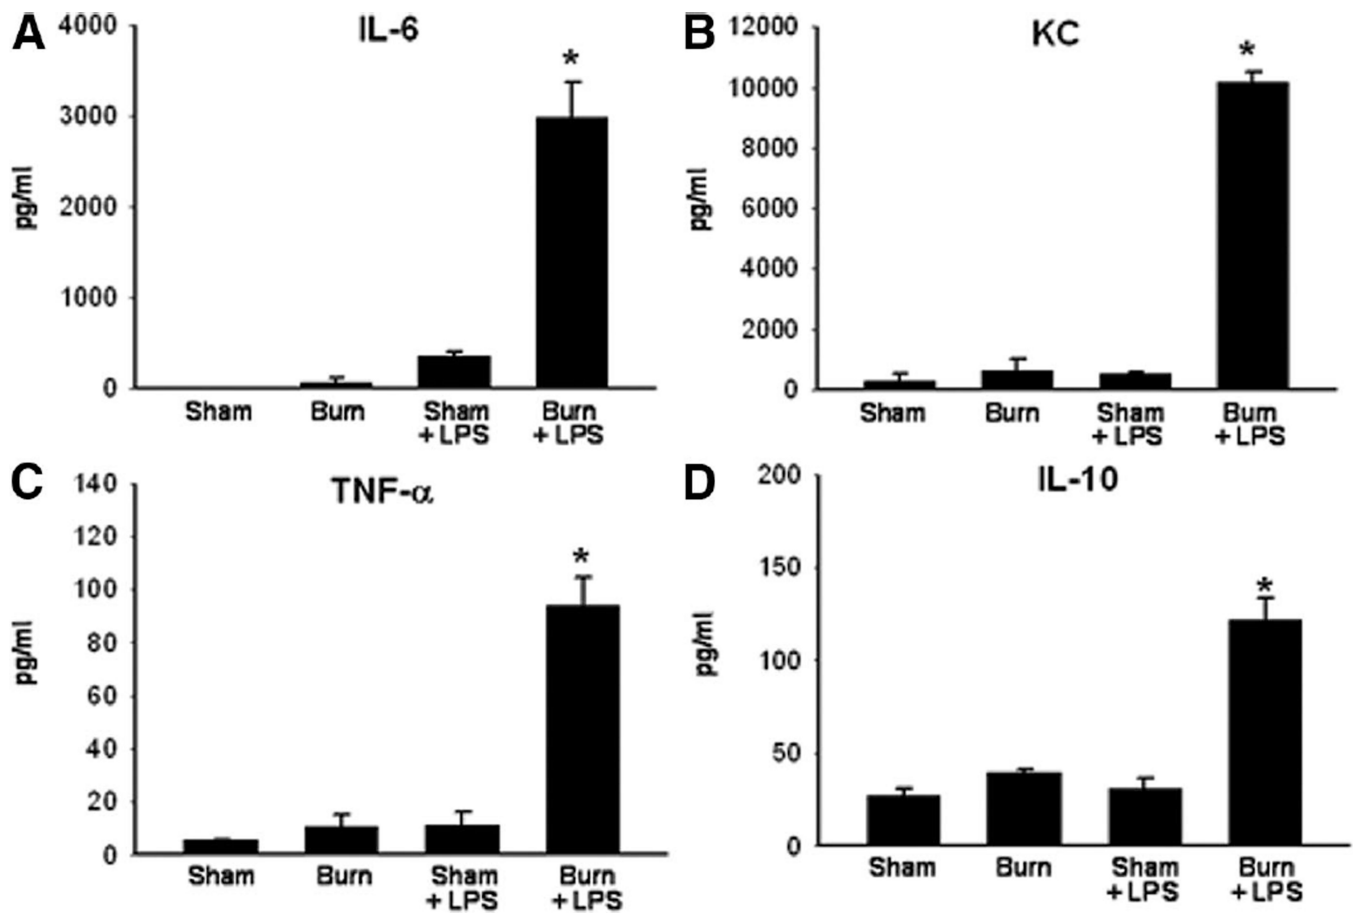 A
IL-6
pg/ml
4000
3000
2000
1000
0
*
Sham
Burn
Sham
+ LPS
Burn
+ LPS
B
KC
pg/ml
12000
10000
8000
6000
4000
2000
0
*
Sham
Burn
Sham
+ LPS
Burn
+ LPS
C
TNF-α
pg/ml
140
120
100
80
60
40
20
0
*
Sham
Burn
Sham
+ LPS
Burn
+ LPS
D
IL-10
pg/ml
200
150
100
50
0
*
Sham
Burn
Sham
+ LPS
Burn
+ LPS